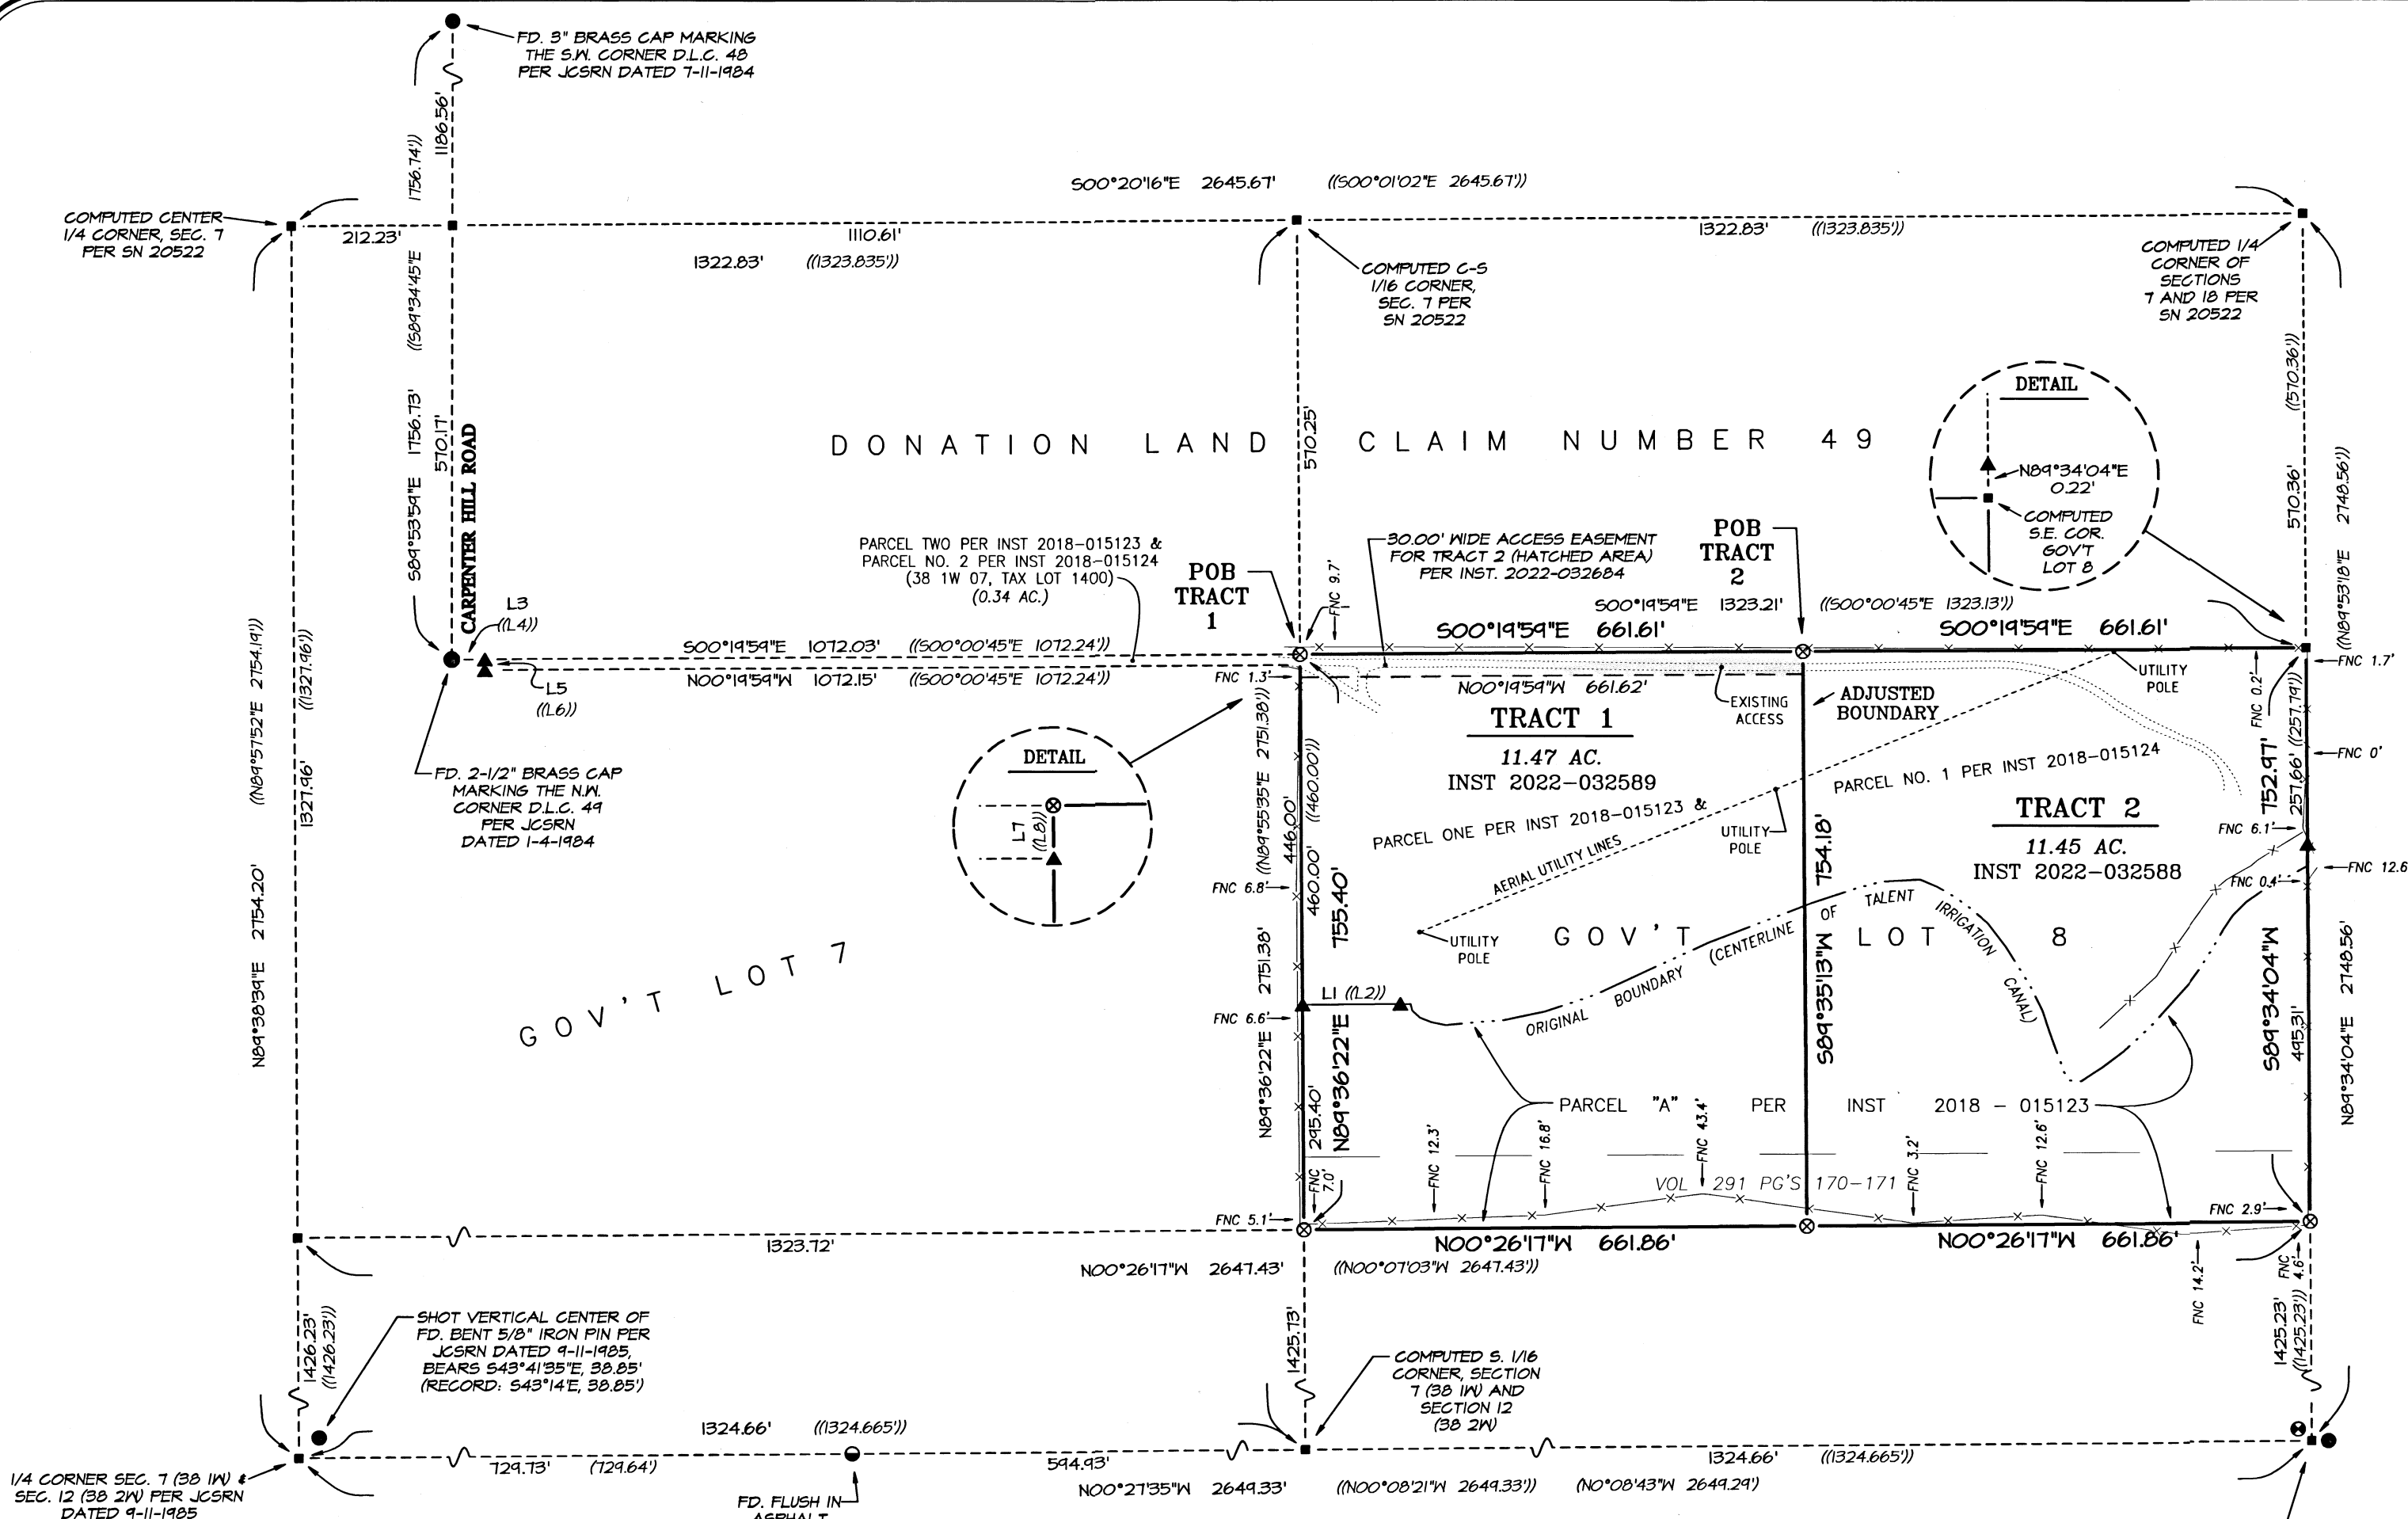 FD. 3" BRASS CAP MARKING
THE S.W. CORNER D.L.C. 48
PER JCSRN DATED 7-11-1984
1186.56'
((S89°34'45"E 1756.74'))
S89°53'59"E 1756.13'
570.17'
CARPENTER HILL ROAD
S00°20'16"E 2645.67' ((S00°01'02"E 2645.67'))
COMPUTED CENTER
1/4 CORNER, SEC. 7
PER SN 20522
212.23'
1110.61'
1322.83' ((1323.835'))
1322.83' ((1323.835'))
COMPUTED C-S
1/16 CORNER,
SEC. 7 PER
SN 20522
COMPUTED 1/4
CORNER OF
SECTIONS
7 AND 18 PER
SN 20522
((570.36'))
570.36'
((N89°53'18"E 2748.56'))
DETAIL
N89°34'04"E
0.22'
COMPUTED
S.E. COR.
GOV'T
LOT 8
DONATION LAND CLAIM NUMBER 49
570.25'
PARCEL TWO PER INST 2018-015123 &
PARCEL NO. 2 PER INST 2018-015124
(38 1W 07, TAX LOT 1400)
(0.34 AC.)
POB
TRACT
1
FNC 9.7'
30.00' WIDE ACCESS EASEMENT
FOR TRACT 2 (HATCHED AREA)
PER INST. 2022-032684
POB
TRACT
2
S00°19'59"E 1323.21' ((S00°00'45"E 1323.13'))
S00°19'59"E 661.61'
S00°19'59"E 661.61'
L3
((L4))
L5
((L6))
S00°19'59"E 1072.03' ((S00°00'45"E 1072.24'))
N00°19'59"W 1072.15' ((S00°00'45"E 1072.24'))
FNC 1.3'
N00°19'59"W 661.62'
EXISTING
ACCESS
ADJUSTED
BOUNDARY
UTILITY
POLE
FNC 0.2'
FNC 1.7'
FNC 0'
752.97'
257.66' ((257.79'))
FNC 6.1'
FNC 12.6
FNC 0.4'
FD. 2-1/2" BRASS CAP
MARKING THE N.W.
CORNER D.L.C. 49
PER JCSRN
DATED 1-4-1984
DETAIL
L7
((L8))
((N89°57'52"E 2754.19'))
((1327.96'))
1327.96'
N89°38'39"E 2754.20'
((N89°55'35"E 2751.38'))
446.00'
((460.00'))
460.00'
TRACT 1
11.47 AC.
INST 2022-032589
PARCEL ONE PER INST 2018-015123 &
PARCEL NO. 1 PER INST 2018-015124
AERIAL UTILITY LINES
UTILITY
POLE
TRACT 2
11.45 AC.
INST 2022-032588
UTILITY
POLE
FNC 6.8'
755.40'
N89°36'22"E 2751.38'
N89°36'22"E
295.40'
FNC 6.6'
L1 ((L2))
GOV'T LOT 7
GOV'T LOT 8
ORIGINAL BOUNDARY (CENTERLINE OF TALENT IRRIGATION CANAL)
S89°35'13"W 754.18'
S89°34'04"W
495.31'
N89°34'04"E 2748.56'
PARCEL "A" PER INST 2018 - 015123
FNC 12.3'
FNC 16.8'
FNC 43.4'
FNC 3.2'
FNC 12.6'
VOL 291 PG'S 170-171
FNC
7.0'
FNC 5.1'
FNC 2.9'
FNC 14.2'
FNC
4.6'
1323.72'
N00°26'17"W 661.86'
N00°26'17"W 661.86'
N00°26'17"W 2647.43' ((N00°07'03"W 2647.43'))
1426.23'
((1426.23'))
SHOT VERTICAL CENTER OF
FD. BENT 5/8" IRON PIN PER
JCSRN DATED 9-11-1985,
BEARS S43°41'35"E, 38.85'
(RECORD: S43°14'E, 38.85')
1425.73'
COMPUTED S. 1/16
CORNER, SECTION
7 (38 1W) AND
SECTION 12
(38 2W)
1425.23'
((1425.23'))
1324.66' ((1324.665'))
729.73' (729.64')
594.93'
1324.66' ((1324.665'))
N00°27'35"W 2649.33' ((N00°08'21"W 2649.33')) (N0°08'43"W 2649.29')
1/4 CORNER SEC. 7 (38 1W) &
SEC. 12 (38 2W) PER JCSRN
DATED 9-11-1985
FD. FLUSH IN
ASPHALT